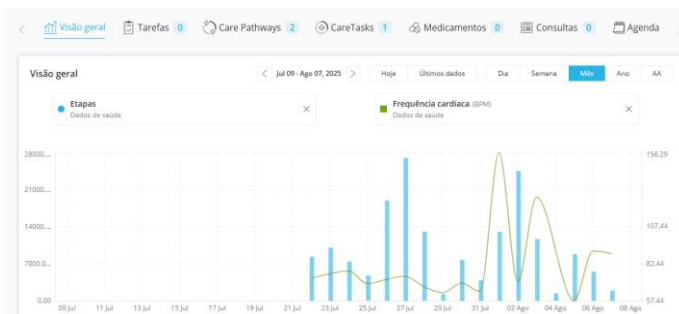 Visão geral Tarefas 0 Care Pathways 2 CareTasks 1 Medicamentos 0 Consultas 0 Agenda
Visão geral
Jul 09 - Ago 07, 2025
Hoje Últimos dados
Dia Semana Mês Ano AA
Etapas
Dados de saúde
Frequência cardíaca (BPM)
Dados de saúde
28000....
21000....
14000....
7000.0...
0.00
156.29
107.44
82.44
57.44
09 Jul 11 Jul 13 Jul 15 Jul 17 Jul 19 Jul 21 Jul 23 Jul 25 Jul 27 Jul 29 Jul 31 Jul 02 Ago 04 Ago 06 Ago 08 Ago